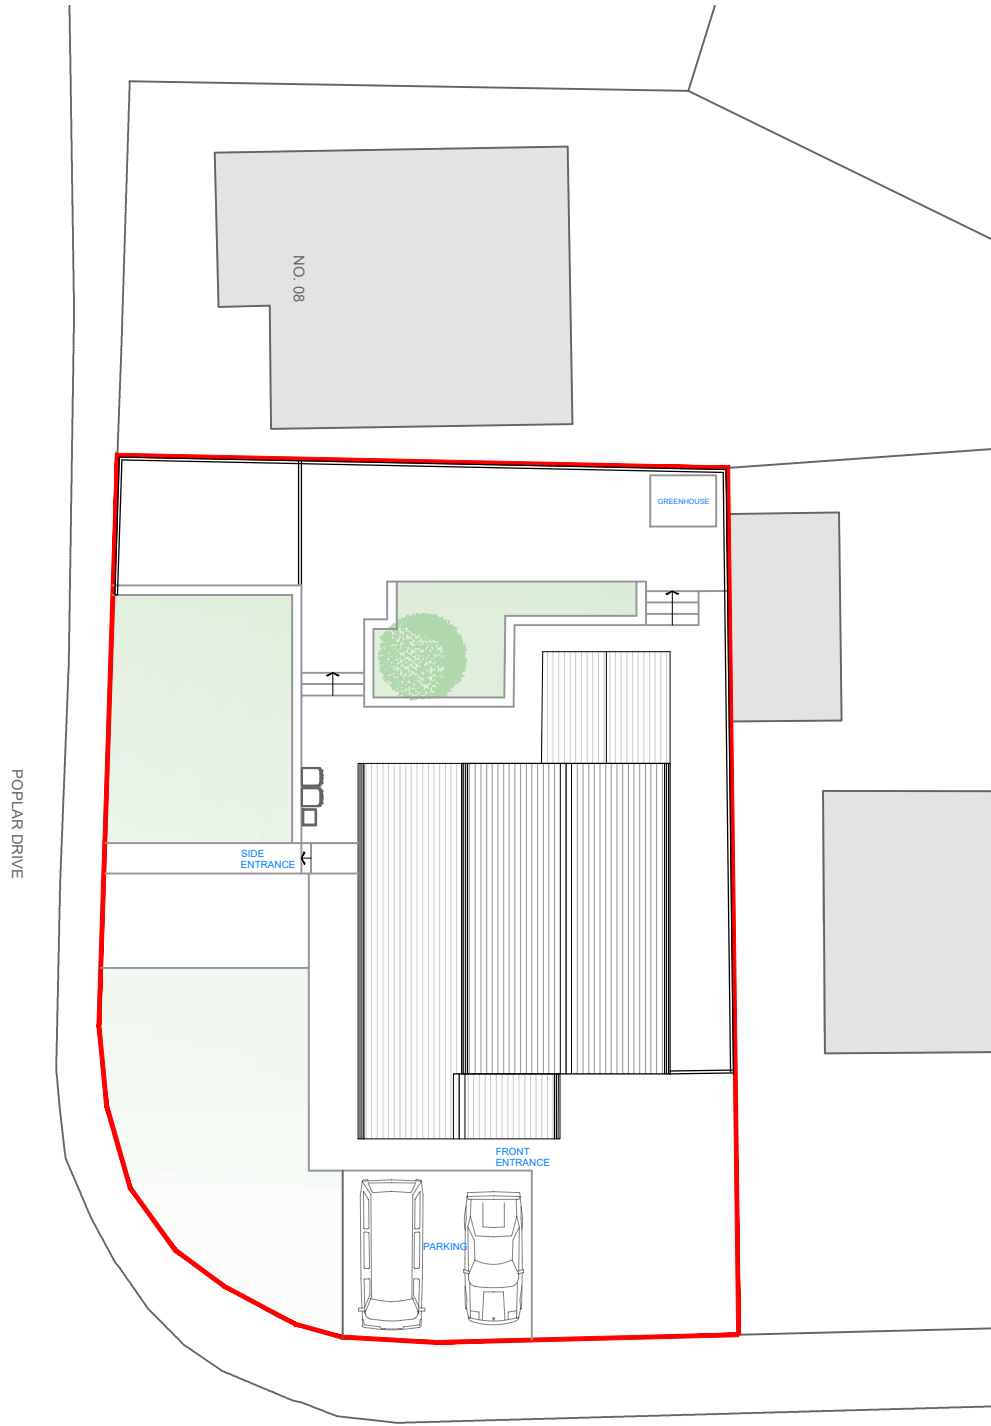 NO. 08
GREENHOUSE
POPLAR DRIVE
SIDE
ENTRANCE
FRONT
ENTRANCE
PARKING